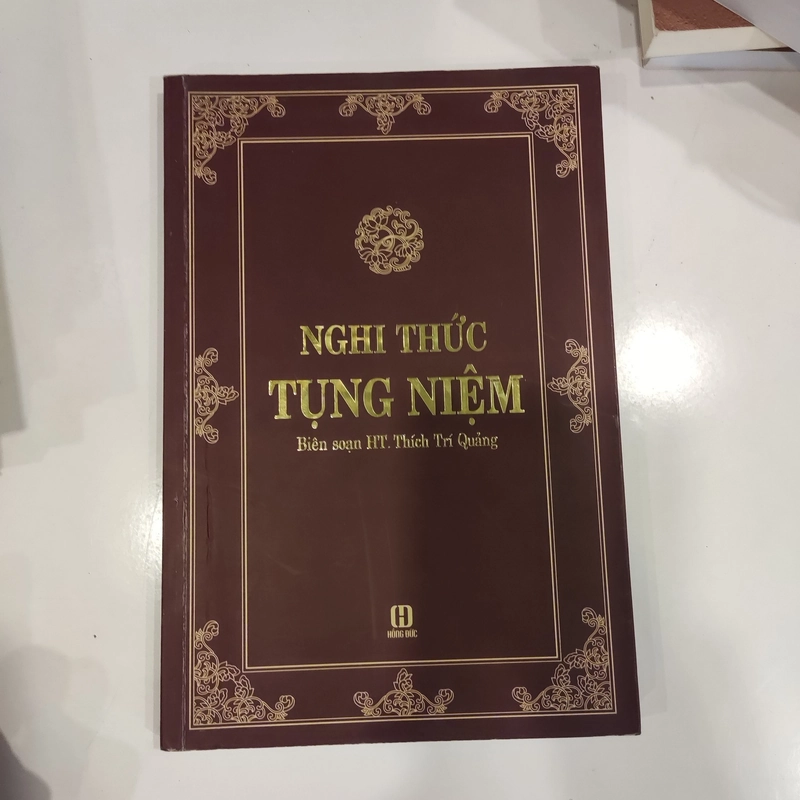 NGHI THỨC
TỤNG NIỆM
Biên soạn HT. Thích Trí Quảng
HỒNG ĐỨC